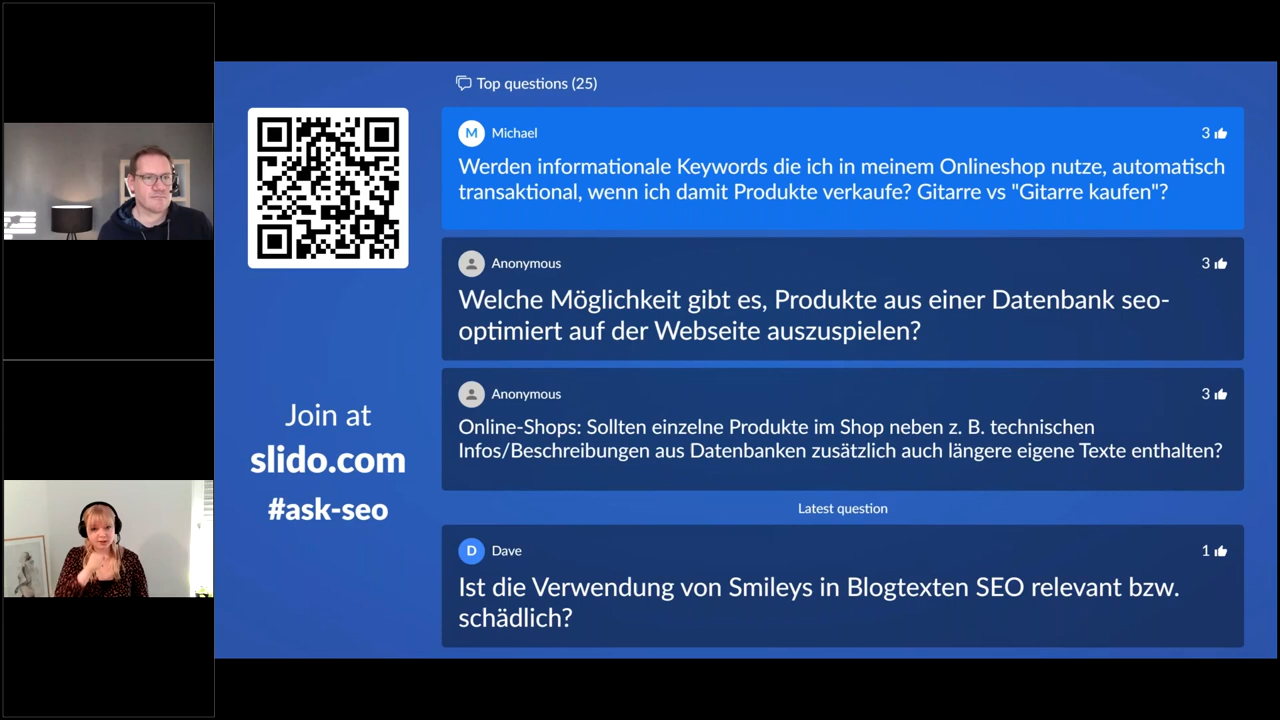 Top questions (25)
M Michael 3
Werden informationale Keywords die ich in meinem Onlineshop nutze, automatisch
transaktional, wenn ich damit Produkte verkaufe? Gitarre vs "Gitarre kaufen"?
Anonymous 3
Welche Möglichkeit gibt es, Produkte aus einer Datenbank seo-
optimiert auf der Webseite auszuspielen?
Anonymous 3
Online-Shops: Sollten einzelne Produkte im Shop neben z. B. technischen
Infos/Beschreibungen aus Datenbanken zusätzlich auch längere eigene Texte enthalten?
Latest question
D Dave 1
Ist die Verwendung von Smileys in Blogtexten SEO relevant bzw.
schädlich?
Join at
slido.com
#ask-seo